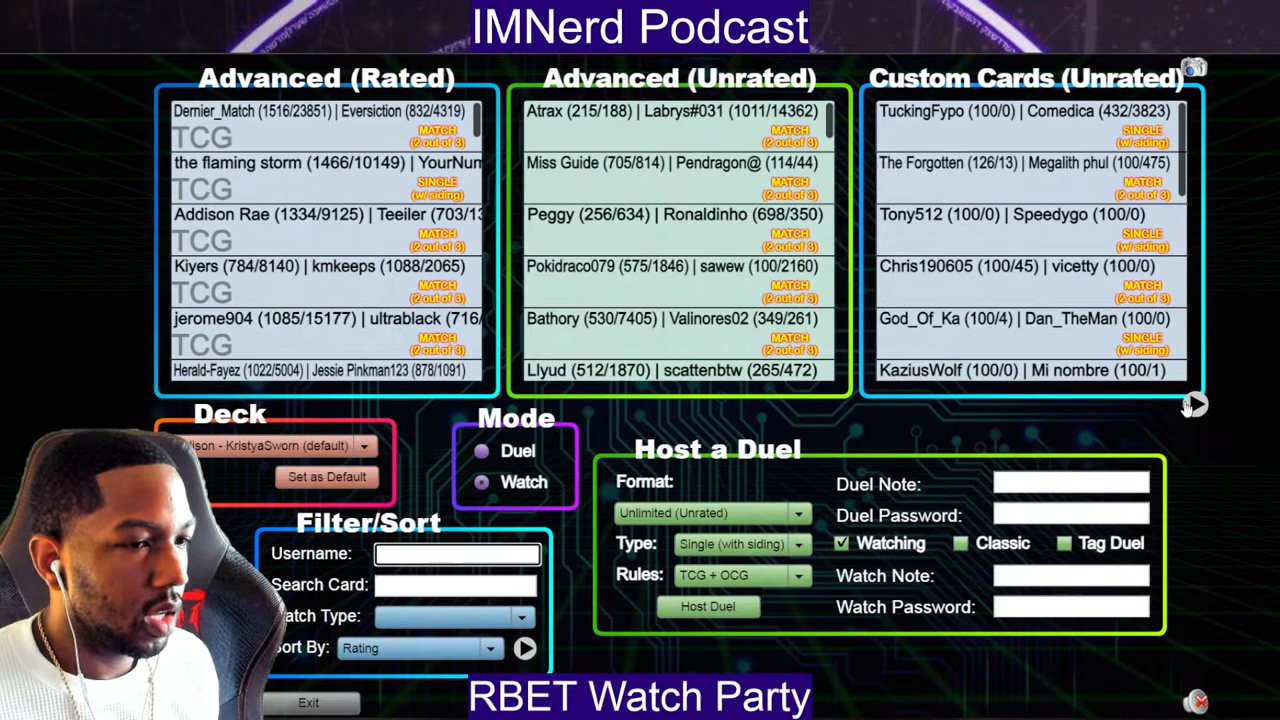 IMNerd Podcast
Advanced (Rated)
Dernier_Match (1516/23851) | Eversiction (832/4319)
TCG
MATCH
(2 out of 3)
the flaming storm (1466/10149) | YourNum
TCG
SINGLE
(w/ siding)
Addison Rae (1334/9125) | Teeiler (703/13
TCG
MATCH
(2 out of 3)
Kiyers (784/8140) | kmkeeps (1088/2065)
TCG
MATCH
(2 out of 3)
jerome904 (1085/15177) | ultrablack (716/
TCG
MATCH
(2 out of 3)
Herald-Fayez (1022/5004) | Jessie Pinkman123 (878/1091)
Advanced (Unrated)
Atrax (215/188) | Labrys#031 (1011/14362)
MATCH
(2 out of 3)
Miss Guide (705/814) | Pendragon@ (114/44)
MATCH
(2 out of 3)
Peggy (256/634) | Ronaldinho (698/350)
MATCH
(2 out of 3)
Pokidraco079 (575/1846) | sawew (100/2160)
MATCH
(2 out of 3)
Bathory (530/7405) | Valinores02 (349/261)
MATCH
(2 out of 3)
Llyud (512/1870) | scattenbtw (265/472)
Custom Cards (Unrated)
TuckingFypo (100/0) | Comedica (432/3823)
SINGLE
(w/ siding)
The Forgotten (126/13) | Megalith phul (100/475)
MATCH
(2 out of 3)
Tony512 (100/0) | Speedygo (100/0)
SINGLE
(w/ siding)
Chris190605 (100/45) | vicetty (100/0)
MATCH
(2 out of 3)
God_Of_Ka (100/4) | Dan_TheMan (100/0)
SINGLE
(w/ siding)
KaziusWolf (100/0) | Mi nombre (100/1)
Deck
lison - KristyaSworn (default)
Set as Default
Mode
Duel
Watch
Filter/Sort
Username:
Search Card:
atch Type:
ort By: Rating
Exit
Host a Duel
Format:
Unlimited (Unrated)
Type: Single (with siding)
Rules: TCG + OCG
Host Duel
Duel Note:
Duel Password:
Watching Classic Tag Duel
Watch Note:
Watch Password:
RBET Watch Party